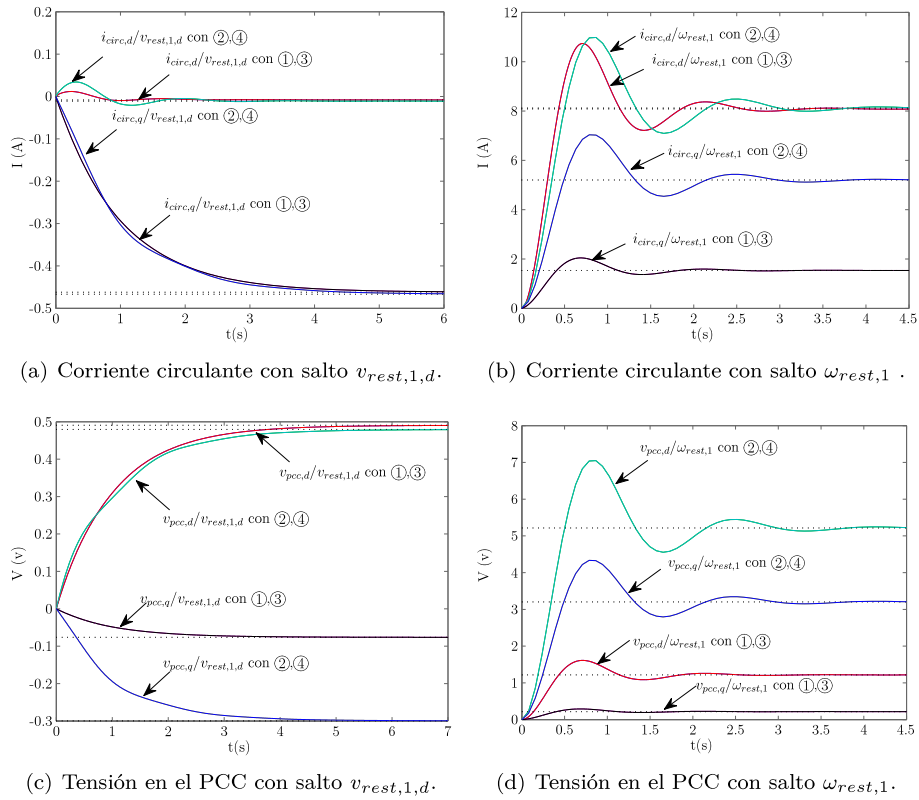 0.2
0.1
0
-0.1
-0.2
-0.3
-0.4
-0.5
I (A)
i_{circ,d}/v_{rest,1,d} con ②,④
i_{circ,d}/v_{rest,1,d} con ①,③
i_{circ,q}/v_{rest,1,d} con ②,④
i_{circ,q}/v_{rest,1,d} con ①,③
0 1 2 3 4 5 6
t(s)
(a) Corriente circulante con salto v_{rest,1,d}.
12
10
8
6
4
2
0
I (A)
i_{circ,d}/ω_{rest,1} con ②,④
i_{circ,d}/ω_{rest,1} con ①,③
i_{circ,q}/ω_{rest,1} con ②,④
i_{circ,q}/ω_{rest,1} con ①,③
0 0.5 1 1.5 2 2.5 3 3.5 4 4.5
t(s)
(b) Corriente circulante con salto ω_{rest,1} .
0.5
0.4
0.3
0.2
0.1
0
-0.1
-0.2
-0.3
V (v)
v_{pcc,d}/v_{rest,1,d} con ①,③
v_{pcc,d}/v_{rest,1,d} con ②,④
v_{pcc,q}/v_{rest,1,d} con ①,③
v_{pcc,q}/v_{rest,1,d} con ②,④
0 1 2 3 4 5 6 7
t(s)
(c) Tensión en el PCC con salto v_{rest,1,d}.
8
7
6
5
4
3
2
1
0
V (v)
v_{pcc,d}/ω_{rest,1} con ②,④
v_{pcc,q}/ω_{rest,1} con ②,④
v_{pcc,d}/ω_{rest,1} con ①,③
v_{pcc,q}/ω_{rest,1} con ①,③
0 0.5 1 1.5 2 2.5 3 3.5 4 4.5
t(s)
(d) Tensión en el PCC con salto ω_{rest,1}.